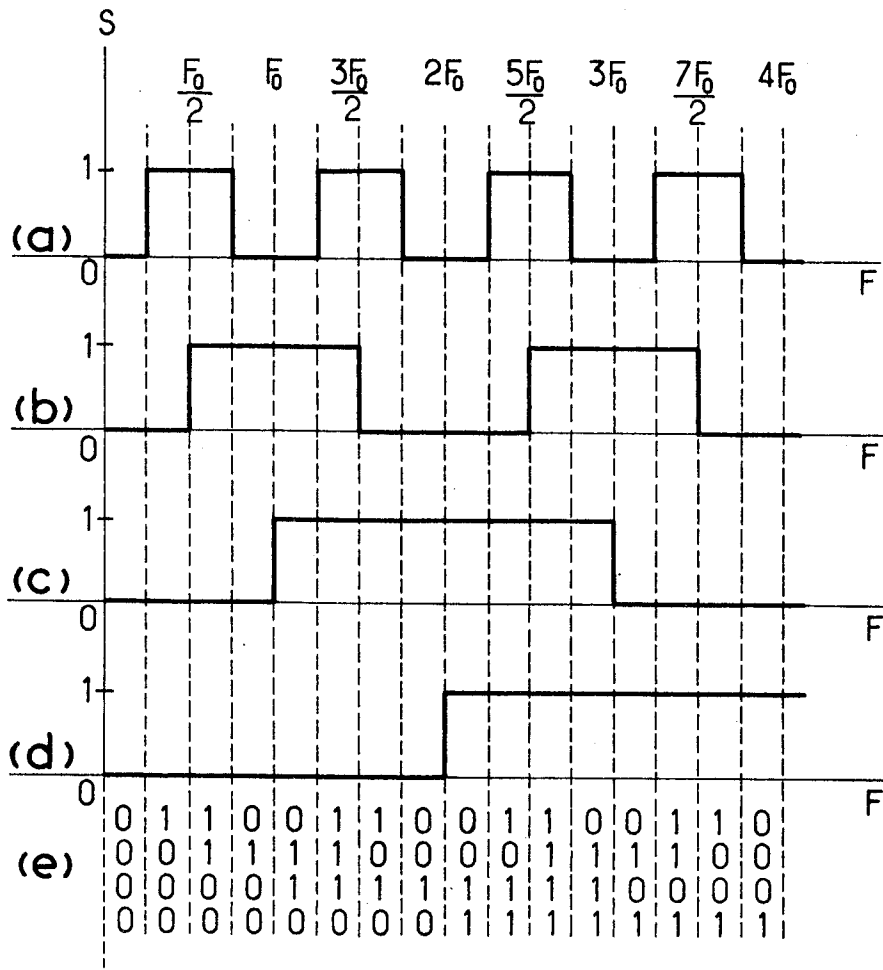 S
F₀/2 F₀ 3F₀/2 2F₀ 5F₀/2 3F₀ 7F₀/2 4F₀
1
(a)
0 F
1
(b)
0 F
1
(c)
0 F
1
(d)
0 F
0 1 1 0 0 1 1 0 0 1 1 0 0 1 1 0
(e)
0 0 1 1 1 1 0 0 0 0 1 1 1 1 0 0
0 0 0 0 1 1 1 1 1 1 1 1 0 0 0 0
0 0 0 0 0 0 0 0 1 1 1 1 1 1 1 1